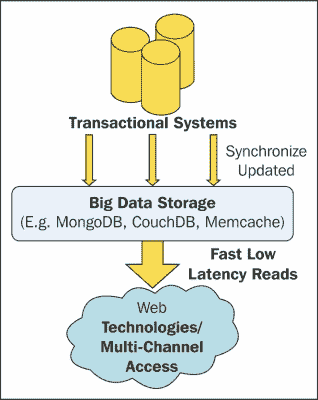 Transactional Systems
Synchronize
Updated
Big Data Storage
(E.g. MongoDB, CouchDB, Memcache)
Fast Low
Latency Reads
Web
Technologies/
Multi-Channel
Access